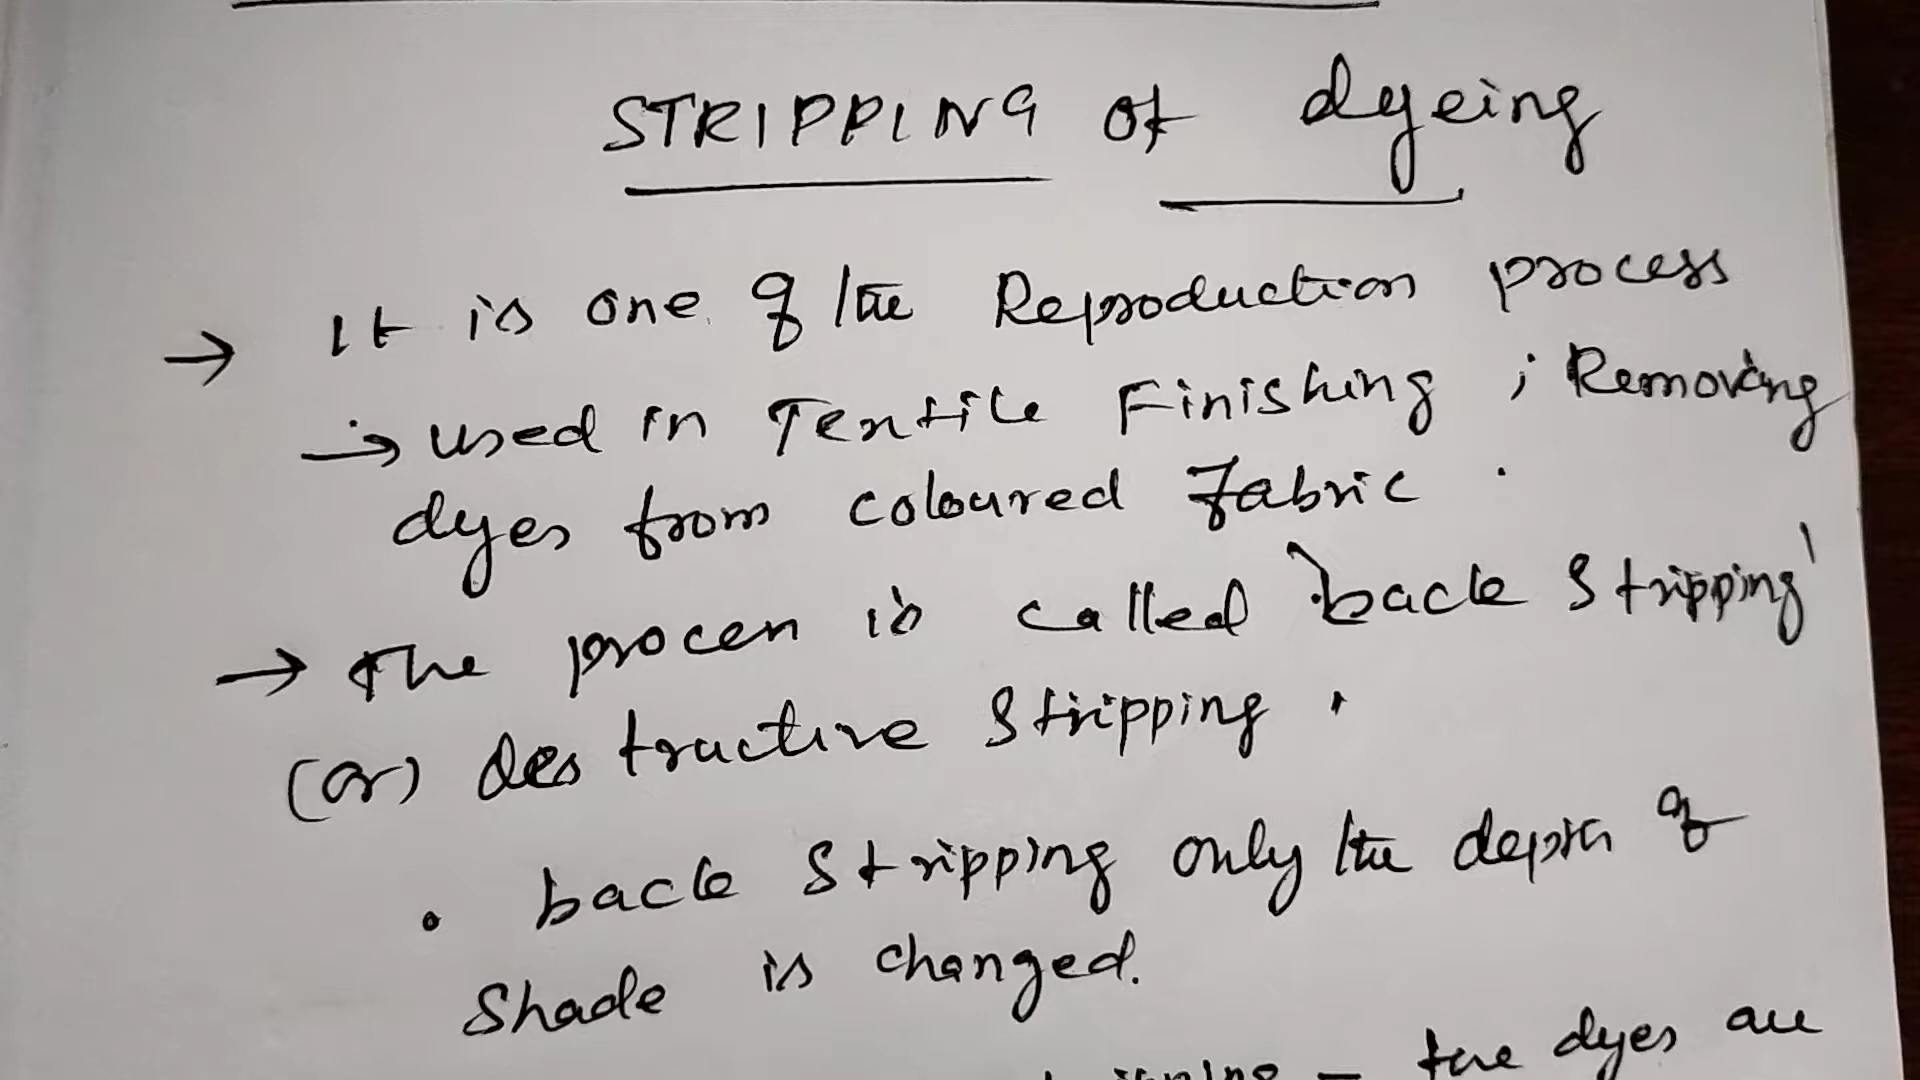 STRIPPING of dyeing
→ It is one of the Reproduction process
→ used in Textile Finishing ; Removing
dyes from coloured Fabric .
→ The process is called 'back stripping'
(or) destructive stripping .
• back stripping only the depth of
Shade is changed.
the dyes are